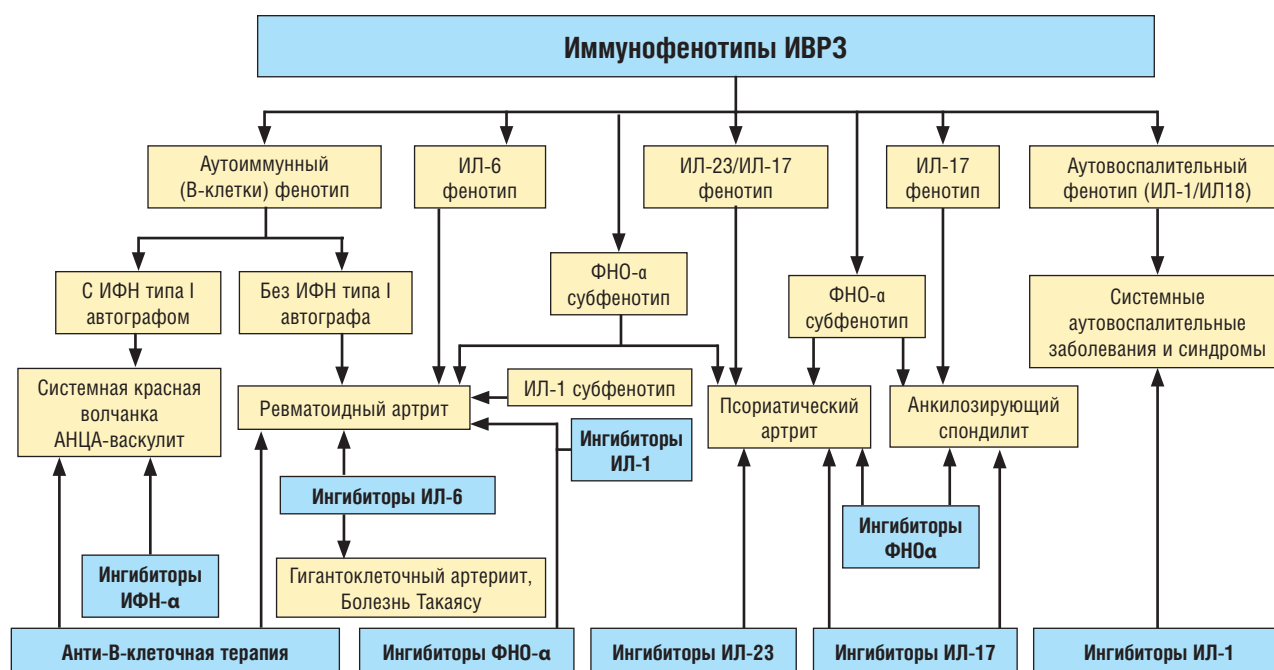 Иммунофенотипы ИВРЗ
Аутоиммунный
(В-клетки) фенотип
ИЛ-6
фенотип
ИЛ-23/ИЛ-17
фенотип
ИЛ-17
фенотип
Аутовоспалительный
фенотип (ИЛ-1/ИЛ18)
ФНО-α
субфенотип
С ИФН типа I
автографом
Без ИФН типа I
автографа
ФНО-α
субфенотип
Системные
аутовоспалительные
заболевания и синдромы
Системная красная
волчанка
АНЦА-васкулит
Ревматоидный артрит
ИЛ-1 субфенотип
Псориатический
артрит
Анкилозирующий
спондилит
Ингибиторы
ИЛ-1
Ингибиторы ИЛ-6
Ингибиторы
ФНОα
Ингибиторы
ИФН-α
Гигантоклеточный артериит,
Болезнь Такаясу
Анти-В-клеточная терапия
Ингибиторы ФНО-α
Ингибиторы ИЛ-23
Ингибиторы ИЛ-17
Ингибиторы ИЛ-1